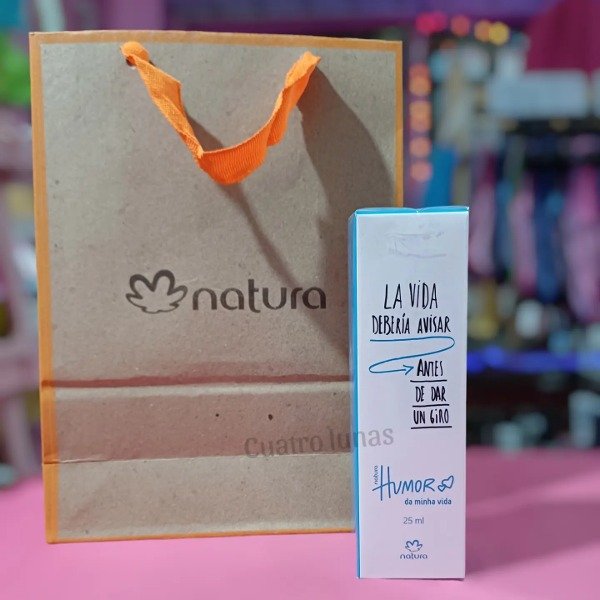 natura
LA VIDA
DEBERÍA AVISAR
ANTES
DE DAR
UN GIRO
Cuatro lunas
natura
HUMOR
da minha vida
25 ml
natura